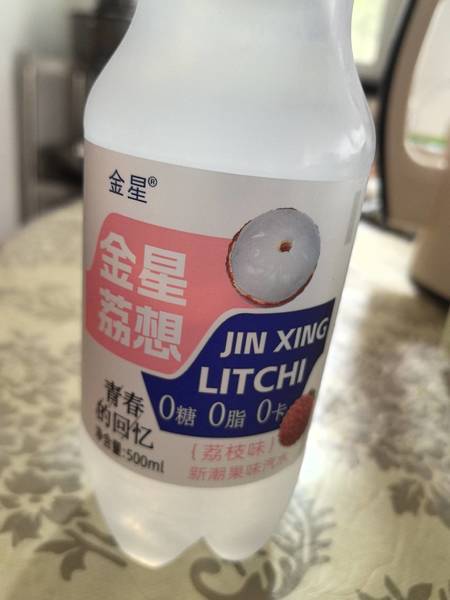 金星®
金星
荔想
JIN XING
LITCHI
0糖 0脂 0卡
青春
的回忆
净含量:500ml
{荔枝味}
新潮果味汽水